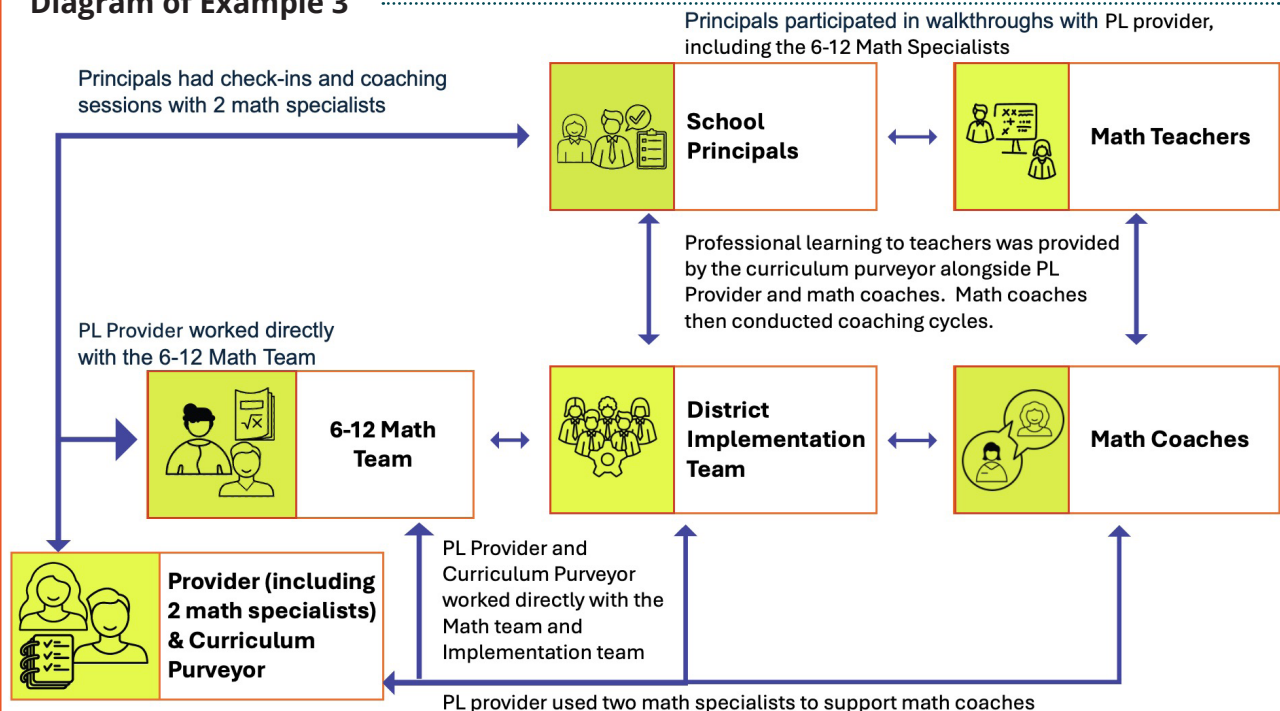 Diagram of Example 3
Principals participated in walkthroughs with PL provider,
including the 6-12 Math Specialists
Principals had check-ins and coaching
sessions with 2 math specialists
School
Principals
Math Teachers
Professional learning to teachers was provided
by the curriculum purveyor alongside PL
Provider and math coaches.  Math coaches
then conducted coaching cycles.
PL Provider worked directly
with the 6-12 Math Team
6-12 Math
Team
District
Implementation
Team
Math Coaches
Provider (including
2 math specialists)
& Curriculum
Purveyor
PL Provider and
Curriculum Purveyor
worked directly with the
Math team and
Implementation team
PL provider used two math specialists to support math coaches